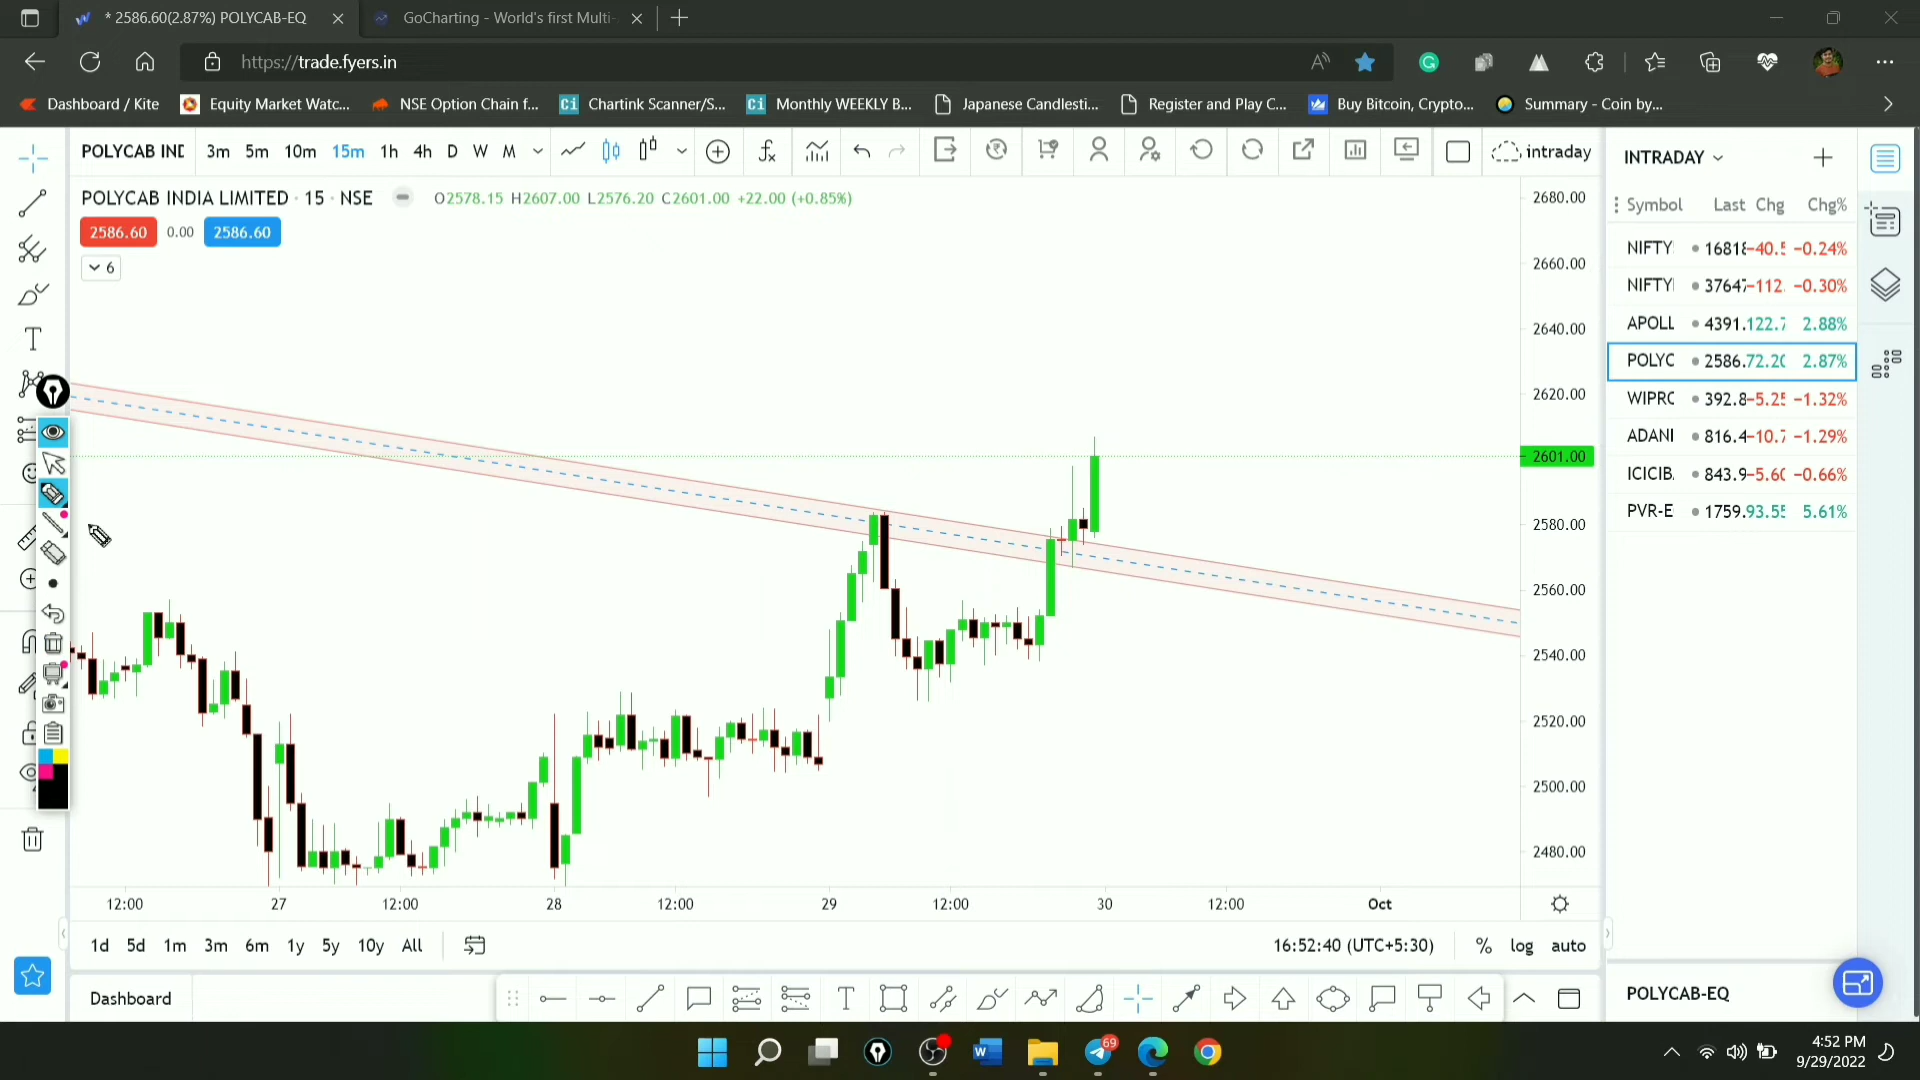 * 2586.60(2.87%) POLYCAB-EQ
GoCharting - World's first Multi-
https://trade.fyers.in
Dashboard / Kite
Equity Market Watc...
NSE Option Chain f...
Chartink Scanner/S...
Monthly WEEKLY B...
Japanese Candlesti...
Register and Play C...
Buy Bitcoin, Crypto...
Summary - Coin by...
POLYCAB IND
3m 5m 10m 15m 1h 4h D W M
intraday
POLYCAB INDIA LIMITED · 15 · NSE
O2578.15 H2607.00 L2576.20 C2601.00 +22.00 (+0.85%)
2586.60 0.00 2586.60
6
2680.00
2660.00
2640.00
2620.00
2601.00
2580.00
2560.00
2540.00
2520.00
2500.00
2480.00
12:00 27 12:00 28 12:00 29 12:00 30 12:00 Oct
1d 5d 1m 3m 6m 1y 5y 10y All
16:52:40 (UTC+5:30) % log auto
Dashboard
INTRADAY
Symbol Last Chg Chg%
NIFTY 16818 −40.5 −0.24%
NIFTY 37647 −112. −0.30%
APOLL 4391. 122.7 2.88%
POLYC 2586. 72.20 2.87%
WIPRO 392.8 −5.25 −1.32%
ADANI 816.4 −10.7 −1.29%
ICICIB. 843.9 −5.60 −0.66%
PVR-E 1759. 93.55 5.61%
POLYCAB-EQ
69
4:52 PM
9/29/2022